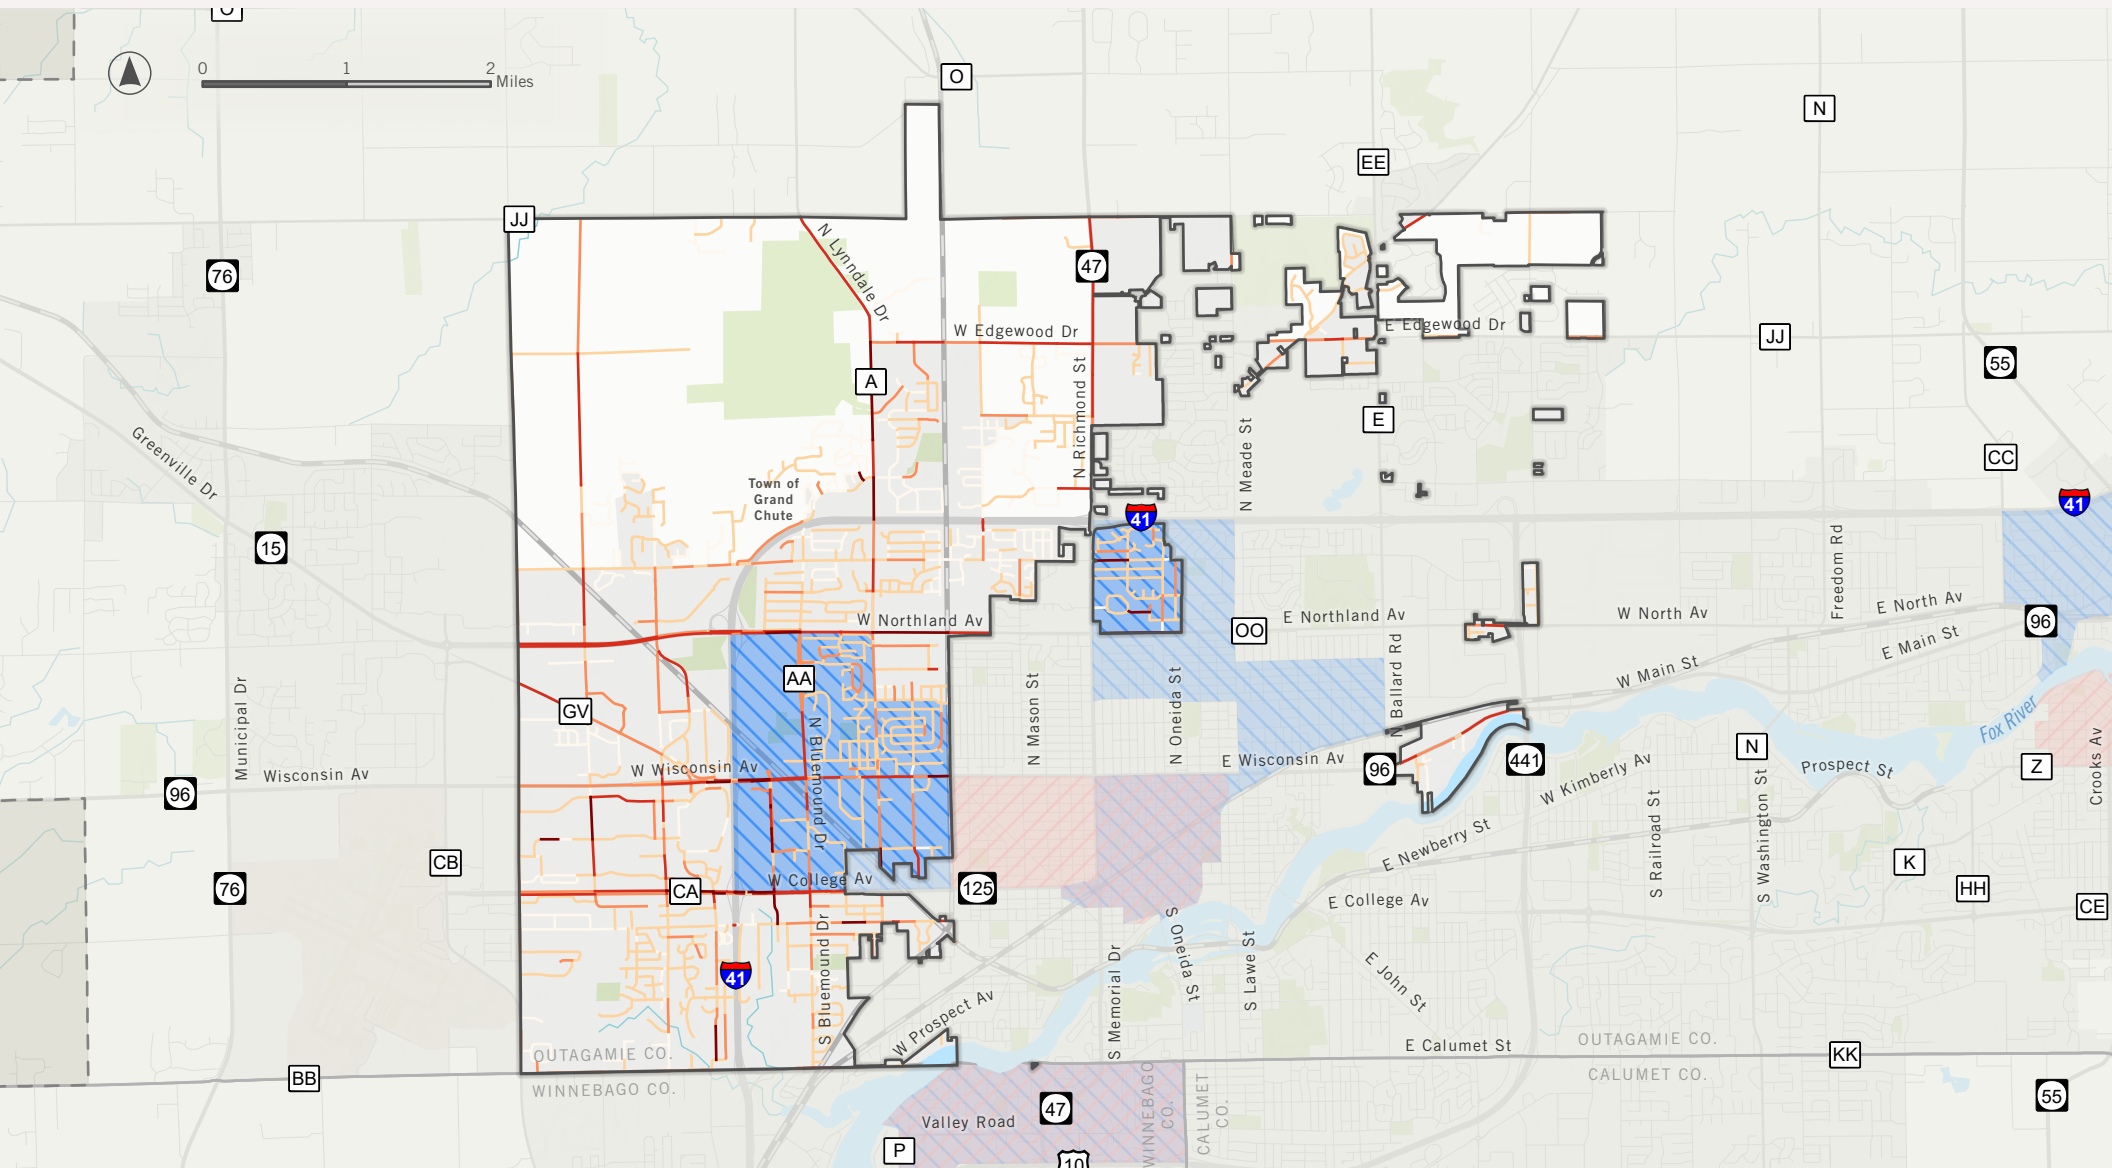 O
0 1 2
Miles
O
N
EE
JJ
N Lynndale Dr
47
76
W Edgewood Dr
E Edgewood Dr
JJ
55
A
N Richmond St
E
N Meade St
Greenville Dr
CC
Town of
Grand
Chute
41
41
15
Freedom Rd
E North Av
W North Av
E Northland Av
W Northland Av
OO
96
E Main St
W Main St
Ballard Rd
N
AA
GV
Municipal Dr
N Mason St
N Oneida St
N Bluemound Dr
Fox River
Crooks Av
N
441
E Wisconsin Av
96
W Wisconsin Av
Wisconsin Av
96
Prospect St
Z
W Kimberly Av
S Railroad St
S Washington St
E Newberry St
K
CB
76
W College Av
CA
125
HH
CE
E College Av
S Oneida St
S Lawe St
S Bluemound Dr
S Memorial Dr
E John St
41
W Prospect Av
OUTAGAMIE CO.
WINNEBAGO CO.
E Calumet St
OUTAGAMIE CO.
CALUMET CO.
KK
BB
WINNEBAGO
CO.
CALUMET
CO.
47
55
Valley Road
P
10